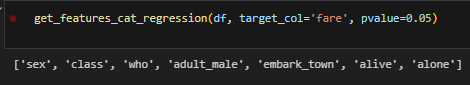 get_features_cat_regression(df, target_col='fare', pvalue=0.05)
['sex', 'class', 'who', 'adult_male', 'embark_town', 'alive', 'alone']